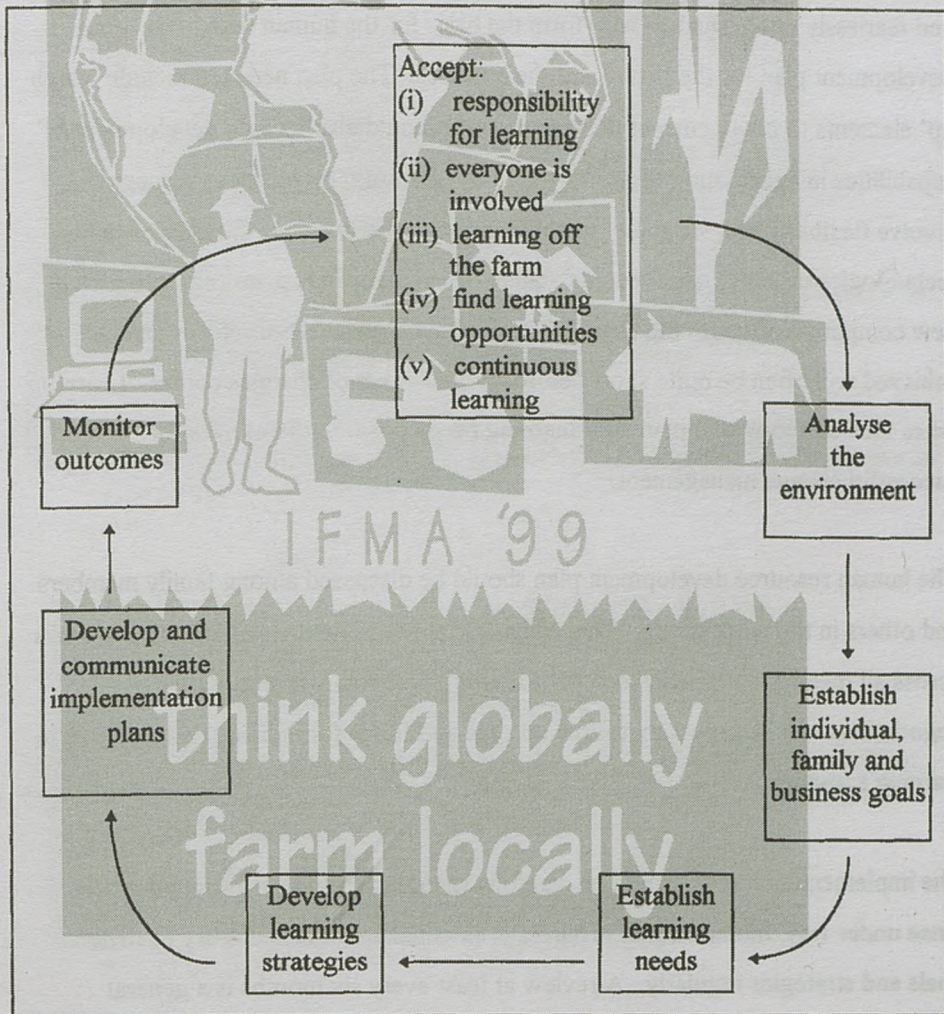 Accept:
(i) responsibility
for learning
(ii) everyone is
involved
(iii) learning off
the farm
(iv) find learning
opportunities
(v) continuous
learning
Analyse
the
environment
Establish
individual,
family and
business goals
Establish
learning
needs
Develop
learning
strategies
Develop and
communicate
implementation
plans
Monitor
outcomes
IFMA '99
think globally
farm locally